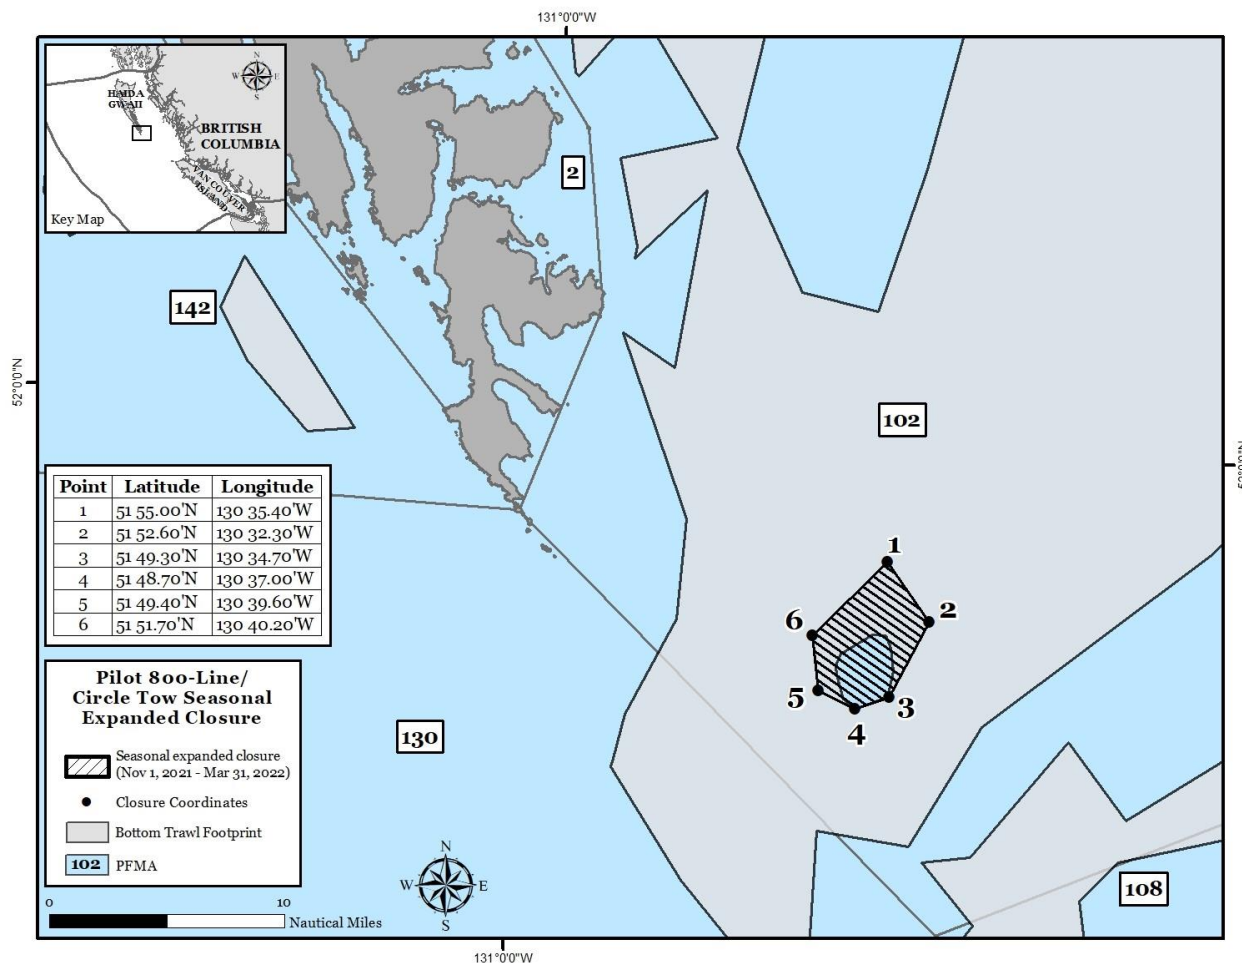 131°0'0"W
N
W E
S
HAIDA
GWAII
BRITISH
COLUMBIA
VANCOUVER
ISLAND
Key Map
2
142
52°0'0"N
102
52°0'0"N
Point Latitude Longitude
1 51 55.00'N 130 35.40'W
2 51 52.60'N 130 32.30'W
3 51 49.30'N 130 34.70'W
4 51 48.70'N 130 37.00'W
5 51 49.40'N 130 39.60'W
6 51 51.70'N 130 40.20'W
1
2
6
5
3
4
130
Pilot 800-Line/
Circle Tow Seasonal
Expanded Closure
Seasonal expanded closure
(Nov 1, 2021 - Mar 31, 2022)
Closure Coordinates
Bottom Trawl Footprint
102 PFMA
N
W E
S
108
0 10
Nautical Miles
131°0'0"W